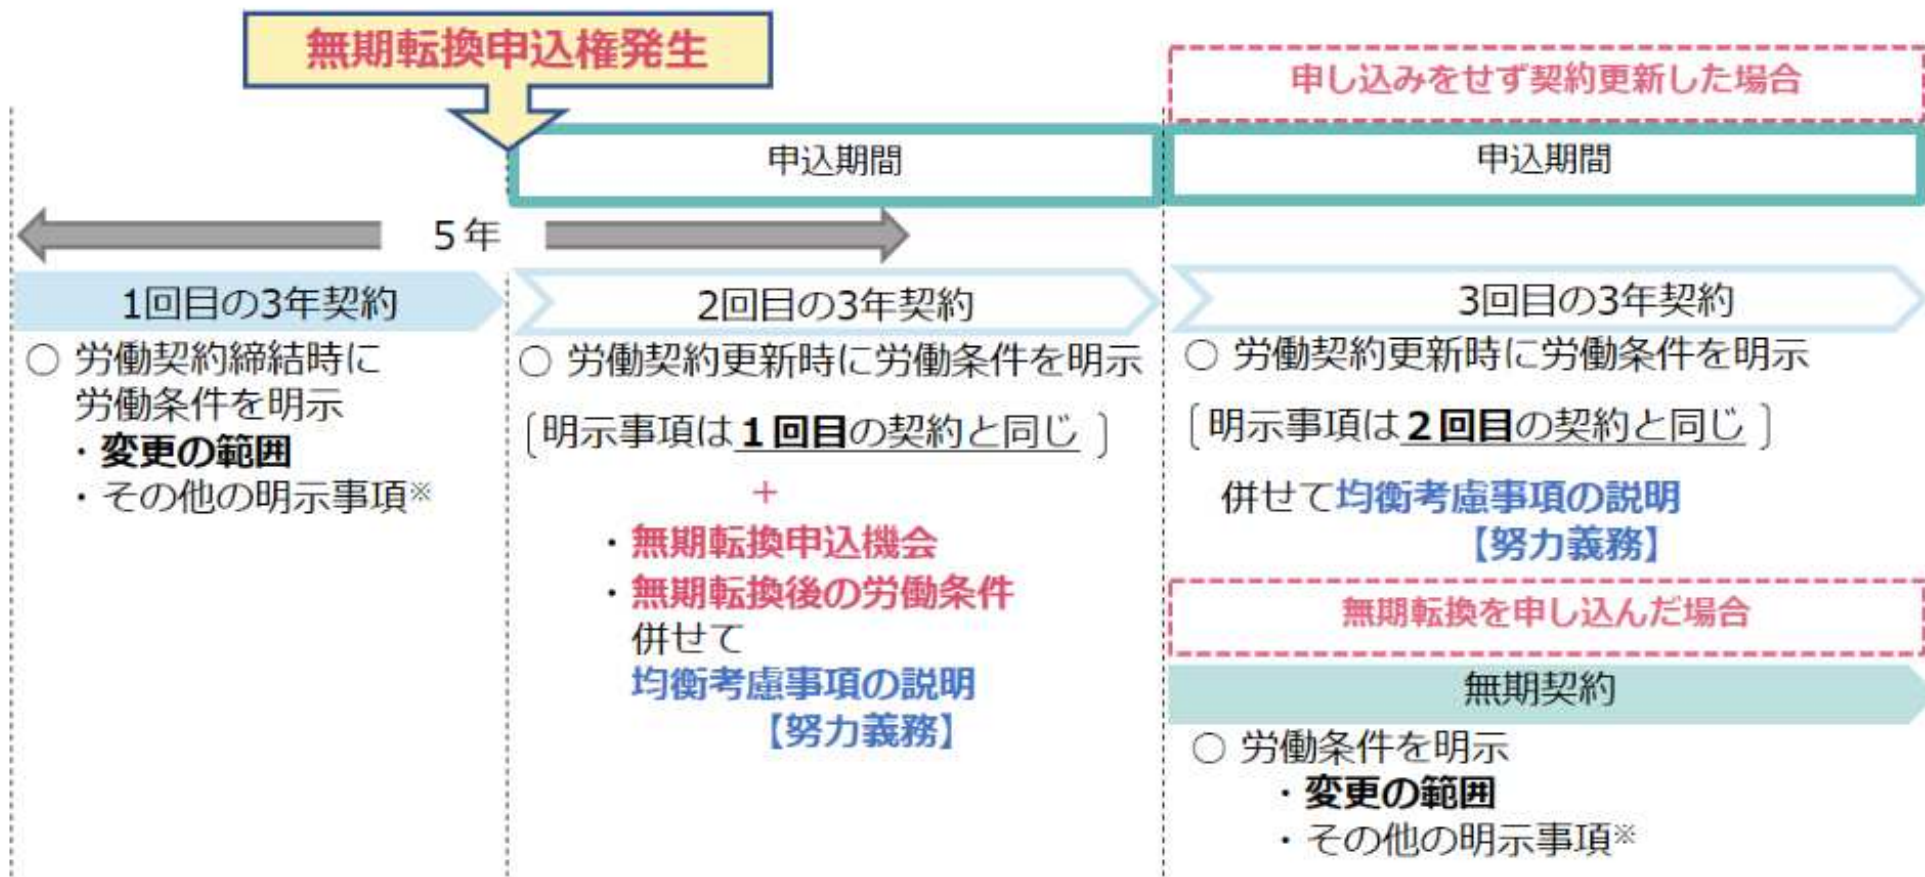 無期転換申込権発生
申し込みをせず契約更新した場合
申込期間
申込期間
5年
1回目の3年契約
○ 労働契約締結時に
労働条件を明示
・変更の範囲
・その他の明示事項※
2回目の3年契約
○ 労働契約更新時に労働条件を明示
〔明示事項は１回目の契約と同じ 〕
＋
・無期転換申込機会
・無期転換後の労働条件
併せて
均衡考慮事項の説明
【努力義務】
3回目の3年契約
○ 労働契約更新時に労働条件を明示
〔明示事項は２回目の契約と同じ 〕
併せて均衡考慮事項の説明
【努力義務】
無期転換を申し込んだ場合
無期契約
○ 労働条件を明示
・変更の範囲
・その他の明示事項※